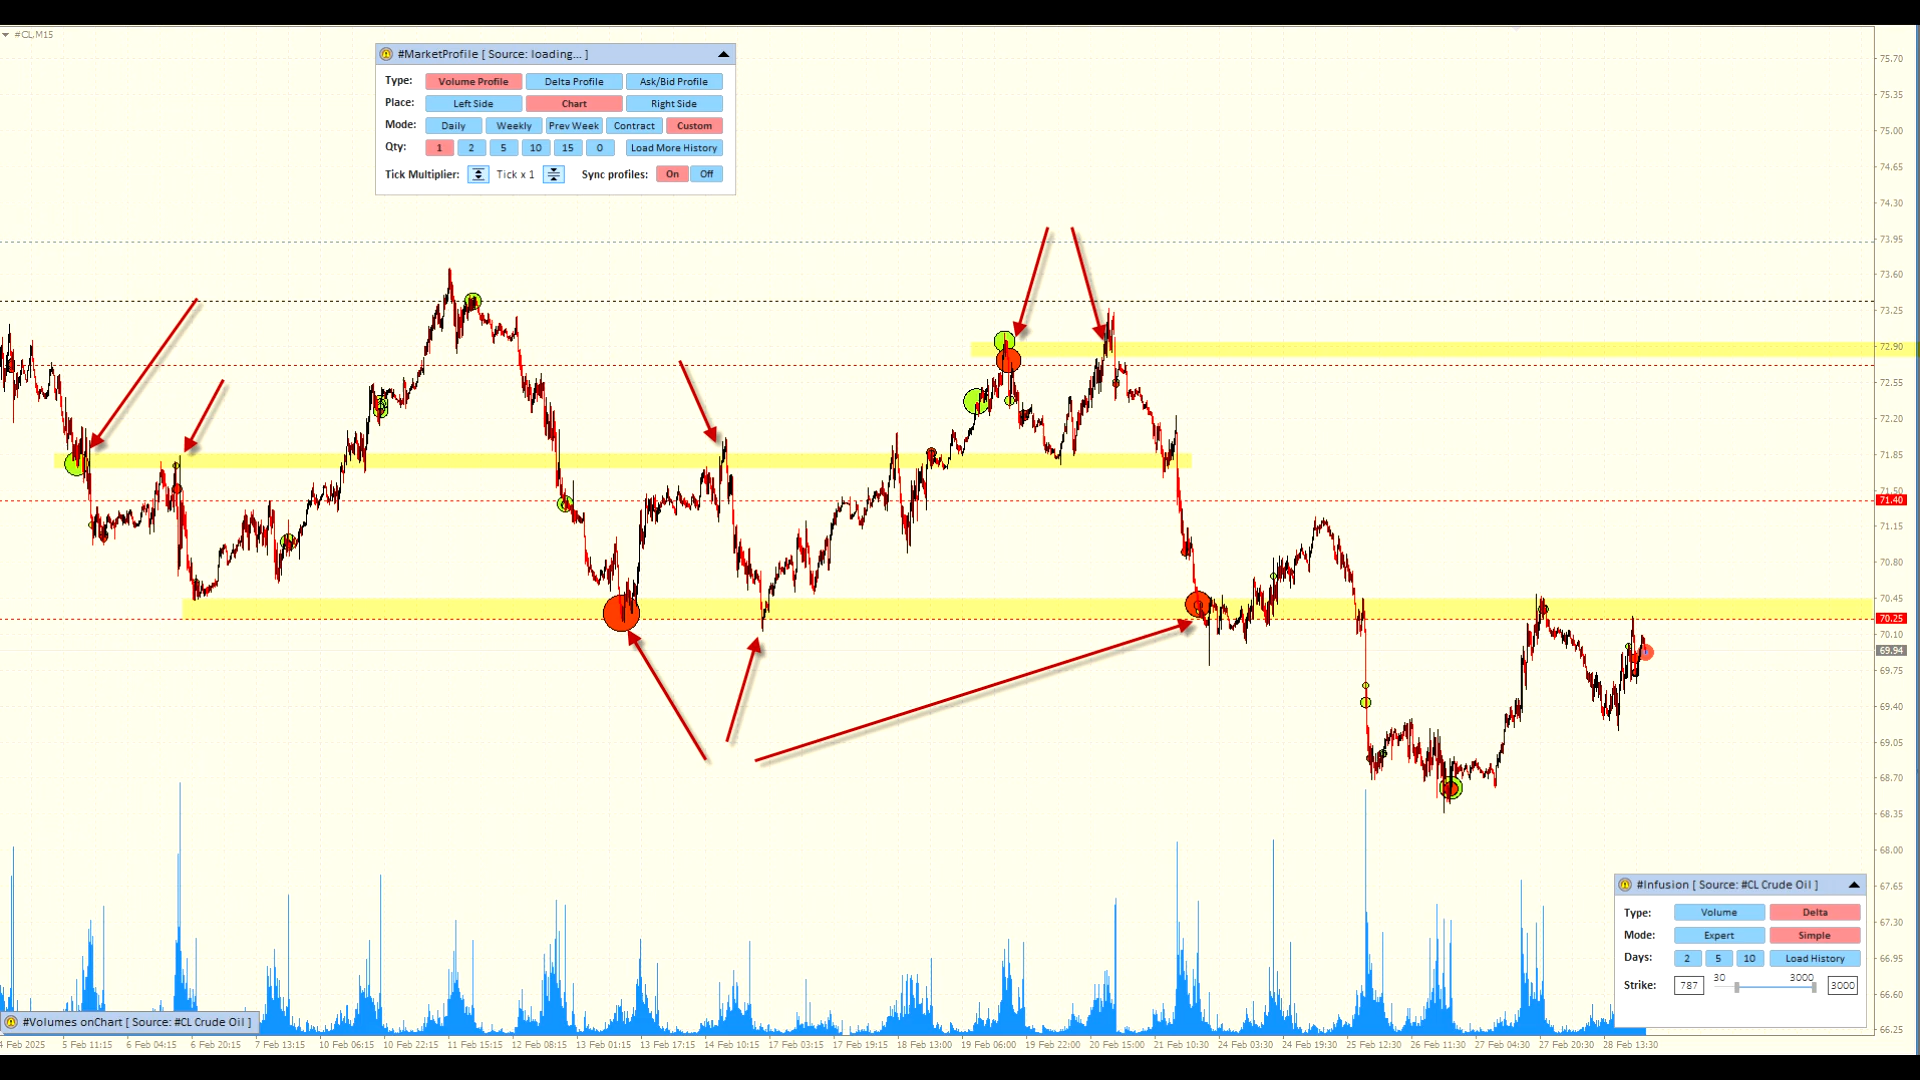 #CL,M15
#MarketProfile [ Source: loading... ]
Type: Volume Profile Delta Profile Ask/Bid Profile
Place: Left Side Chart Right Side
Mode: Daily Weekly Prev Week Contract Custom
Qty: 1 2 5 10 15 0 Load More History
Tick Multiplier: Tick x 1 Sync profiles: On Off
75.70
75.35
75.00
74.65
74.30
73.95
73.60
73.25
72.90
72.55
72.20
71.85
71.50
71.40
71.15
70.80
70.45
70.25
70.10
69.94
69.75
69.40
69.05
68.70
68.35
68.00
67.65
67.30
66.95
66.60
66.25
#Infusion [ Source: #CL Crude Oil ]
Type: Volume Delta
Mode: Expert Simple
Days: 2 5 10 Load History
Strike: 787 30 3000 3000
#Volumes onChart [ Source: #CL Crude Oil ]
Feb 2025 5 Feb 11:15 6 Feb 04:15 6 Feb 20:15 7 Feb 13:15 10 Feb 06:15 10 Feb 22:15 11 Feb 15:15 12 Feb 08:15 13 Feb 01:15 13 Feb 17:15 14 Feb 10:15 17 Feb 03:15 17 Feb 19:15 18 Feb 13:00 19 Feb 06:00 19 Feb 22:00 20 Feb 15:00 21 Feb 10:30 24 Feb 03:30 24 Feb 19:30 25 Feb 12:30 26 Feb 11:30 27 Feb 04:30 27 Feb 20:30 28 Feb 13:30